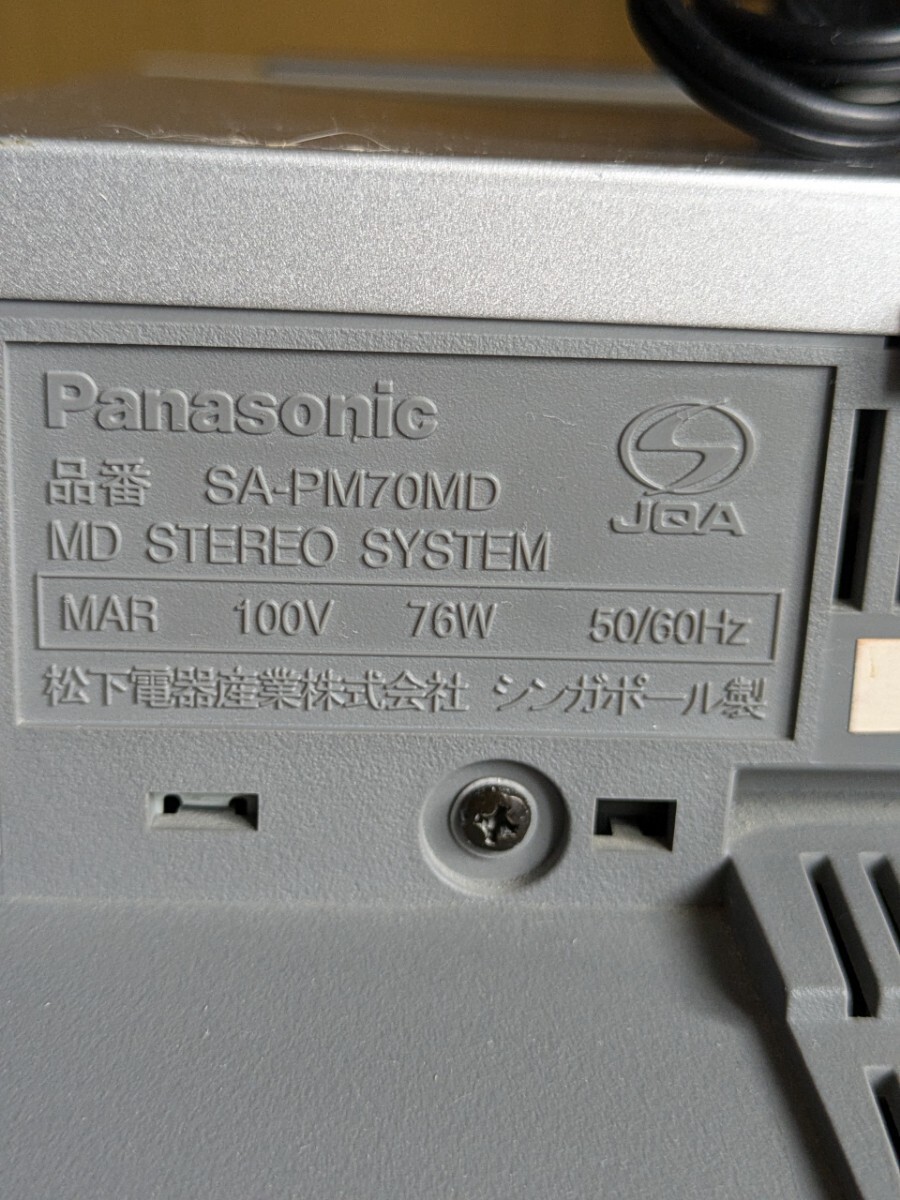 Panasonic
品番 SA-PM70MD
JQA
MD STEREO SYSTEM
MAR 100V 76W 50/60Hz
松下電器産業株式会社 シンガポール製